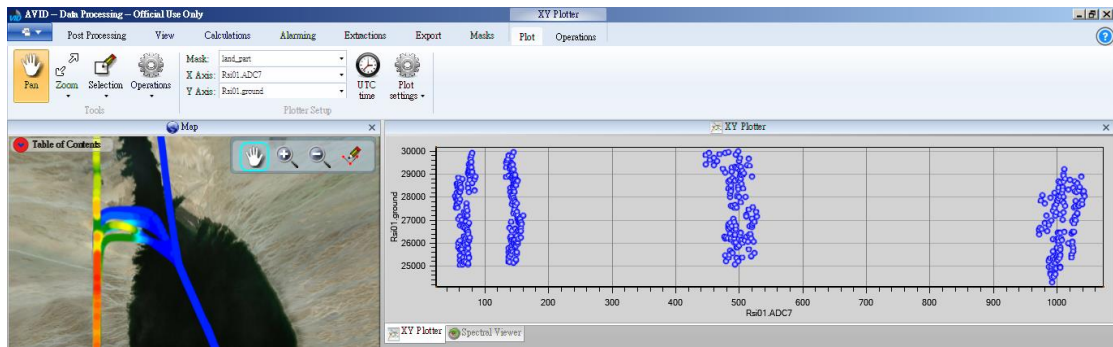 AVID – Data Processing – Official Use Only
XY Plotter
Post Processing View Calculations Alarming Extractions Export Masks Plot Operations
Pan
Zoom
Selection
Operations
Tools
Mask: land_part
X Axis: Rsi01.ADC7
Y Axis: Rsi01.ground
UTC time
Plot settings
Plotter Setup
Map
XY Plotter
Table of Contents
30000
29000
28000
27000
26000
25000
Rsi01.ground
100 200 300 400 500 600 700 800 900 1000
Rsi01.ADC7
XY Plotter Spectral Viewer